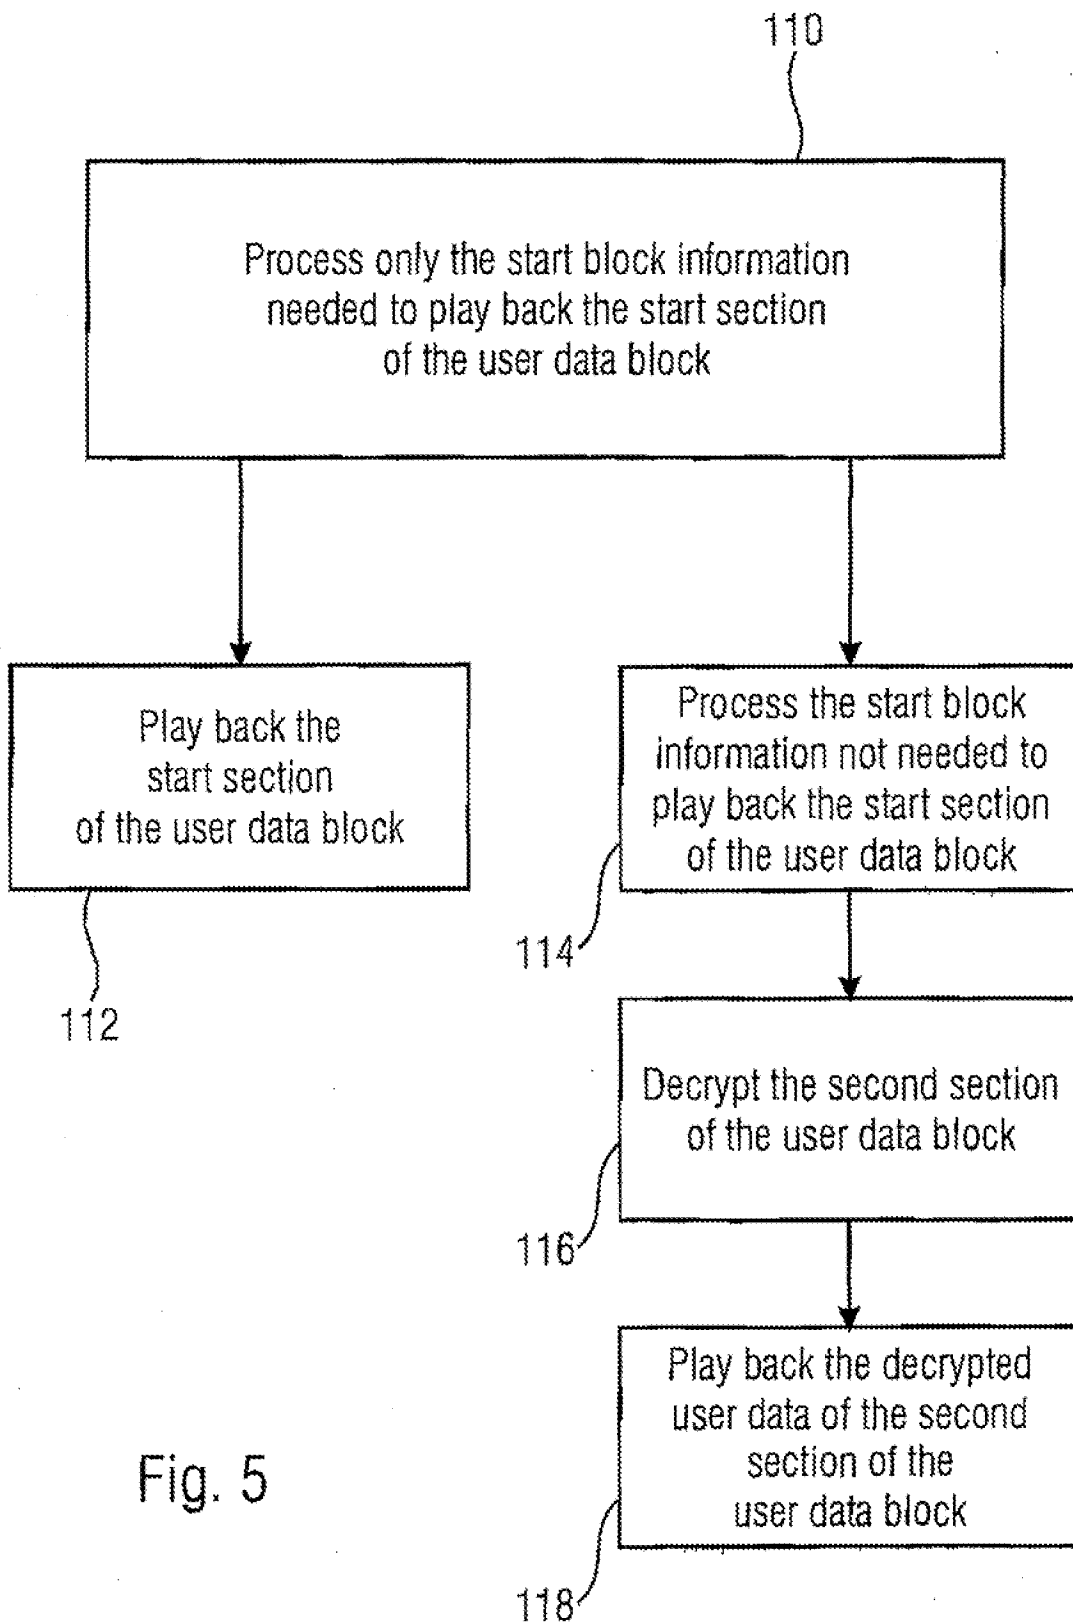 110
Process only the start block information
needed to play back the start section
of the user data block
Play back the
start section
of the user data block
112
Process the start block
information not needed to
play back the start section
of the user data block
114
Decrypt the second section
of the user data block
116
Play back the decrypted
user data of the second
section of the
user data block
118
Fig. 5